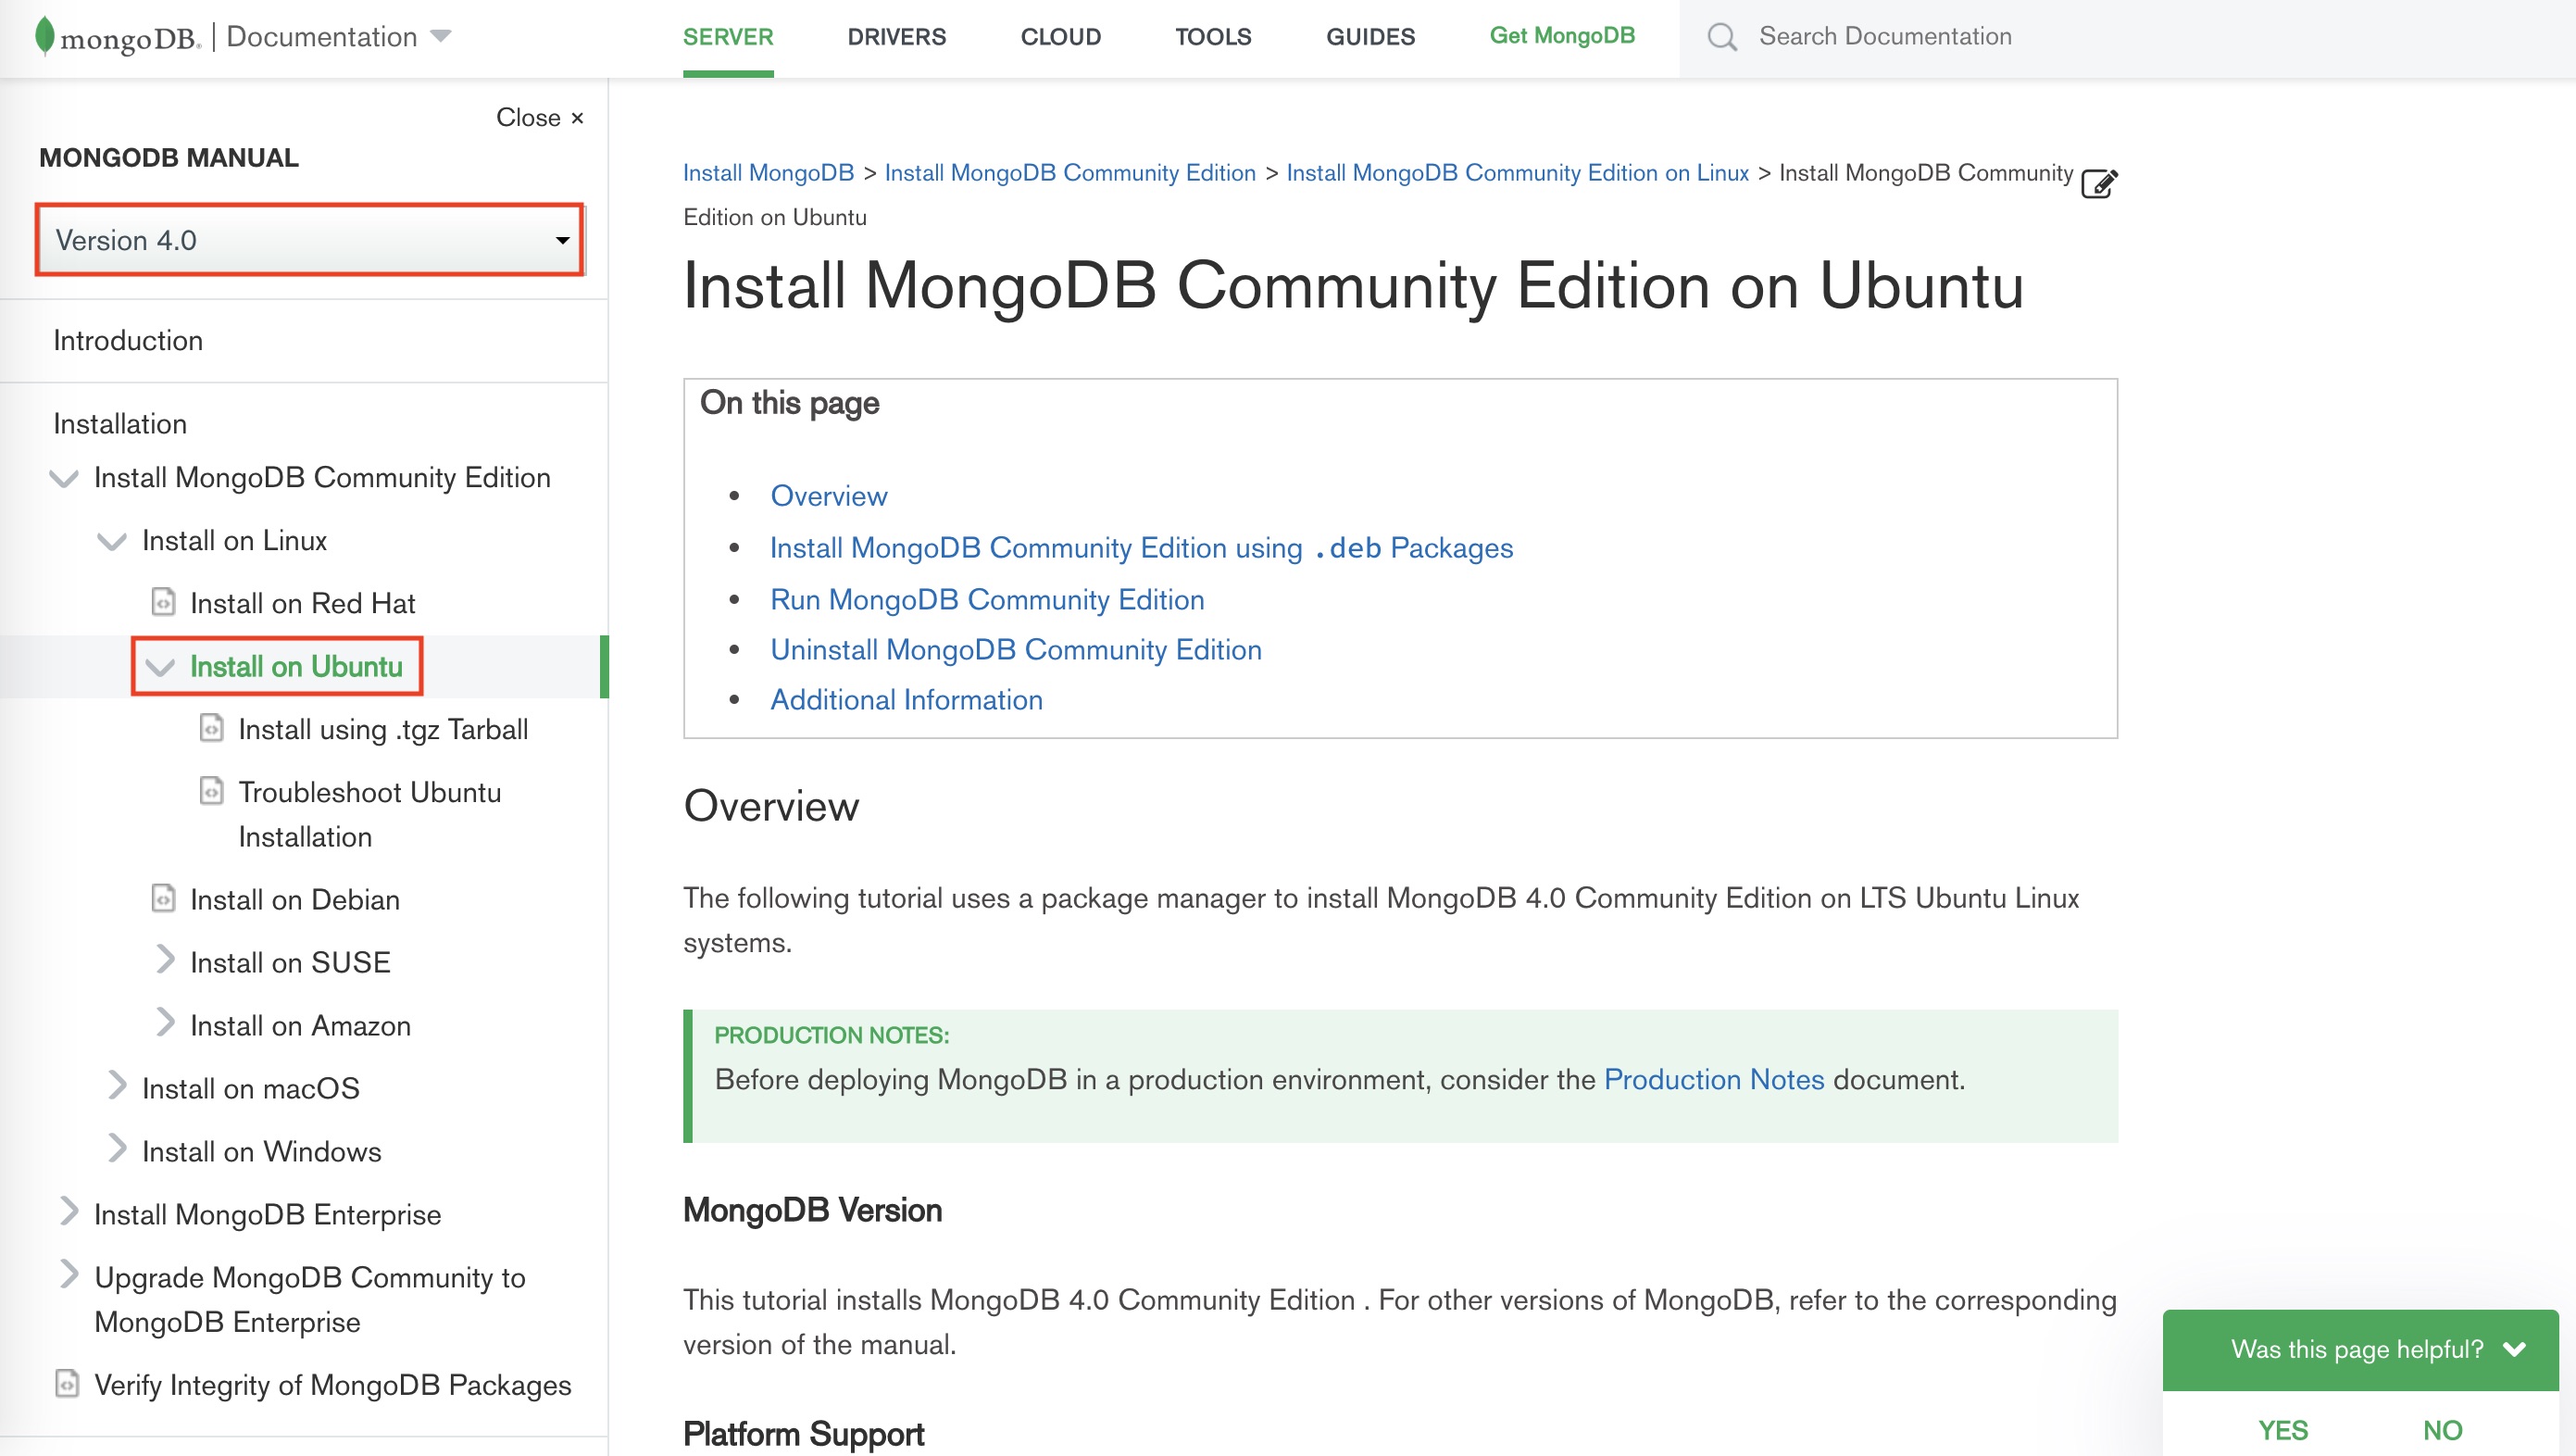 mongoDB. | Documentation
SERVER
DRIVERS
CLOUD
TOOLS
GUIDES
Get MongoDB
Search Documentation
Close ×
MONGODB MANUAL
Version 4.0
Introduction
Installation
Install MongoDB Community Edition
Install on Linux
Install on Red Hat
Install on Ubuntu
Install using .tgz Tarball
Troubleshoot Ubuntu
Installation
Install on Debian
Install on SUSE
Install on Amazon
Install on macOS
Install on Windows
Install MongoDB Enterprise
Upgrade MongoDB Community to
MongoDB Enterprise
Verify Integrity of MongoDB Packages
Install MongoDB > Install MongoDB Community Edition > Install MongoDB Community Edition on Linux > Install MongoDB Community
Edition on Ubuntu
Install MongoDB Community Edition on Ubuntu
On this page
• Overview
• Install MongoDB Community Edition using .deb Packages
• Run MongoDB Community Edition
• Uninstall MongoDB Community Edition
• Additional Information
Overview
The following tutorial uses a package manager to install MongoDB 4.0 Community Edition on LTS Ubuntu Linux
systems.
PRODUCTION NOTES:
Before deploying MongoDB in a production environment, consider the Production Notes document.
MongoDB Version
This tutorial installs MongoDB 4.0 Community Edition . For other versions of MongoDB, refer to the corresponding
version of the manual.
Platform Support
Was this page helpful?
YES
NO